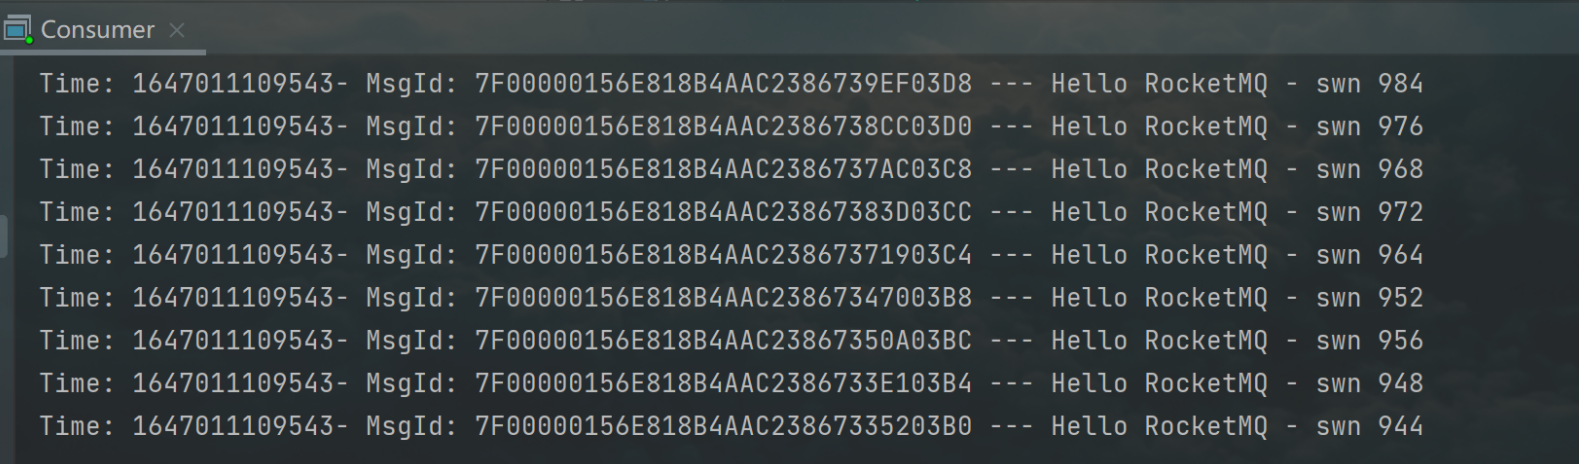 Consumer
Time: 1647011109543- MsgId: 7F00000156E818B4AAC2386739EF03D8 --- Hello RocketMQ - swn 984
Time: 1647011109543- MsgId: 7F00000156E818B4AAC2386738CC03D0 --- Hello RocketMQ - swn 976
Time: 1647011109543- MsgId: 7F00000156E818B4AAC2386737AC03C8 --- Hello RocketMQ - swn 968
Time: 1647011109543- MsgId: 7F00000156E818B4AAC23867383D03CC --- Hello RocketMQ - swn 972
Time: 1647011109543- MsgId: 7F00000156E818B4AAC23867371903C4 --- Hello RocketMQ - swn 964
Time: 1647011109543- MsgId: 7F00000156E818B4AAC23867347003B8 --- Hello RocketMQ - swn 952
Time: 1647011109543- MsgId: 7F00000156E818B4AAC23867350A03BC --- Hello RocketMQ - swn 956
Time: 1647011109543- MsgId: 7F00000156E818B4AAC2386733E103B4 --- Hello RocketMQ - swn 948
Time: 1647011109543- MsgId: 7F00000156E818B4AAC23867335203B0 --- Hello RocketMQ - swn 944